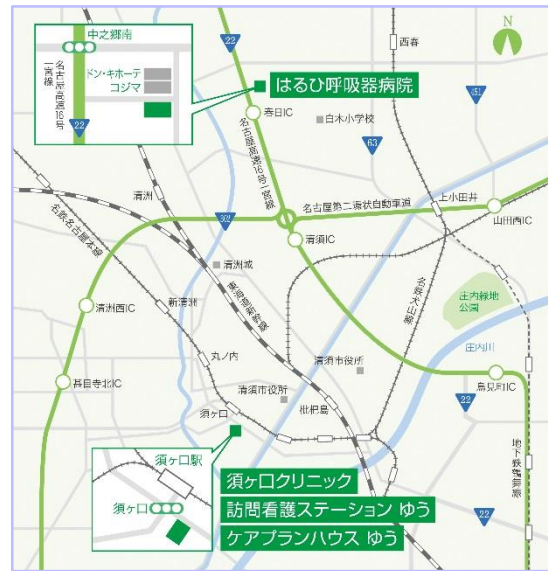 中之郷南
ドン・キホーテ
コジマ
名古屋高速16号
一宮線
22
22
はるひ呼吸器病院
西春
N
春日IC
白木小学校
451
63
名古屋高速16号一宮線
清洲
名鉄名古屋本線
302
名古屋第二環状自動車道
上小田井
山田西IC
清須IC
清洲城
東海道新幹線
名鉄犬山線
庄内緑地
公園
清洲西IC
新清洲
丸ノ内
清須市役所
庄内川
甚目寺北IC
清須市役所
枇杷島
鳥見町IC
22
須ヶ口
須ヶ口駅
須ヶ口
須ヶ口クリニック
訪問看護ステーション ゆう
ケアプランハウス ゆう
地下鉄鶴舞線
22